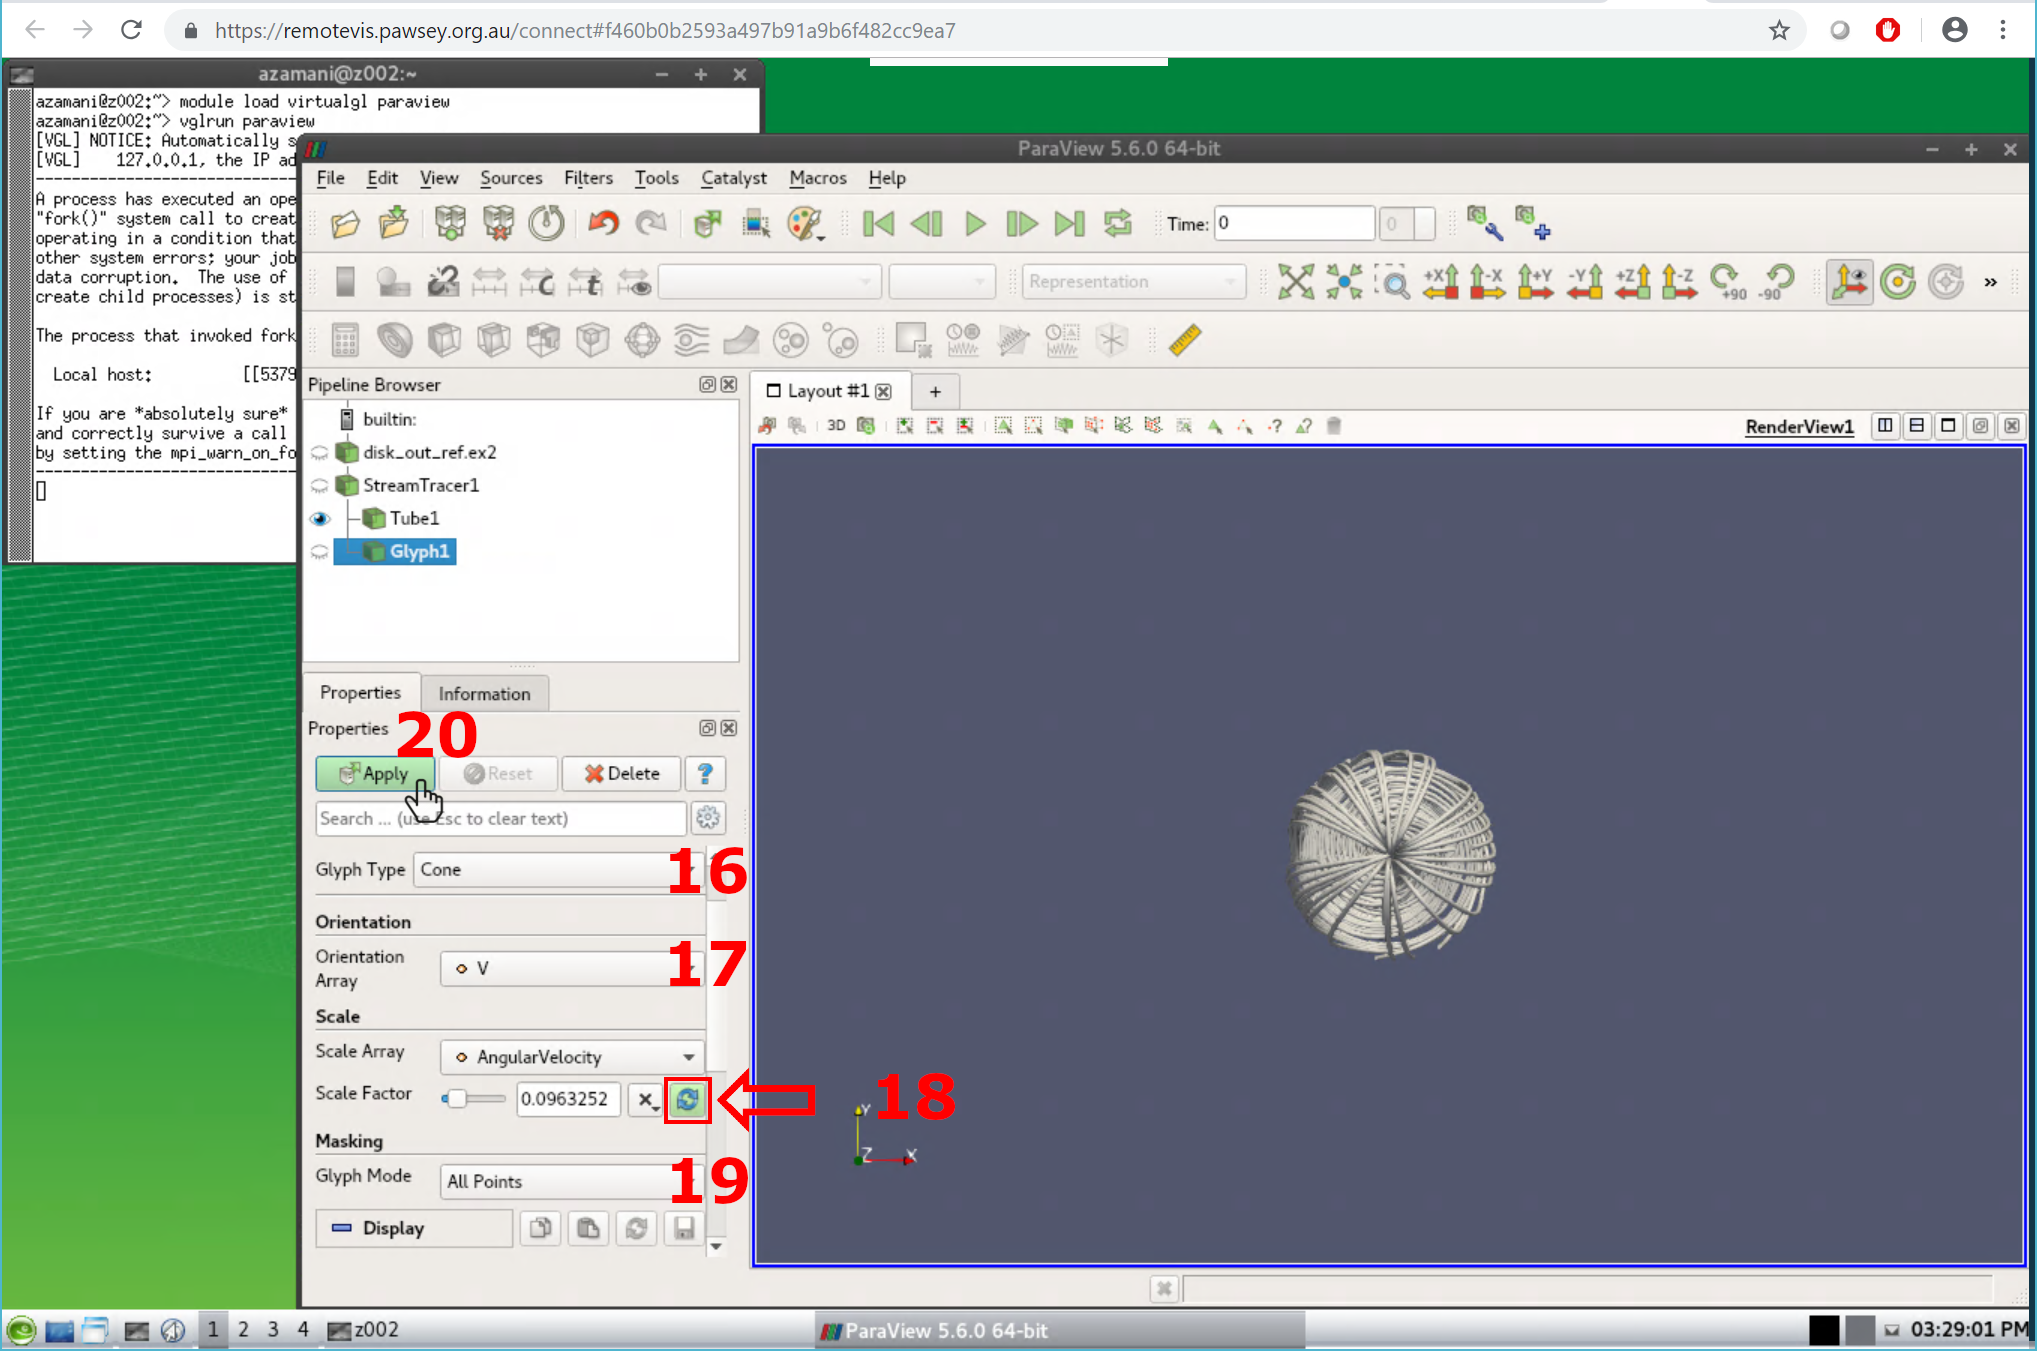 https://remotevis.pawsey.org.au/connect#f460b0b2593a497b91a9b6f482cc9ea7
azamani@z002:~
azamani@z002:~> module load virtualgl paraview
azamani@z002:~> vglrun paraview
[VGL] NOTICE: Automatically s
[VGL]    127.0.0.1, the IP ad
A process has executed an ope
"fork()" system call to creat
operating in a condition that
other system errors; your job
data corruption.  The use of
create child processes) is st
The process that invoked fork
Local host:          [[5379
If you are *absolutely sure*
and correctly survive a call
by setting the mpi_warn_on_fo
ParaView 5.6.0 64-bit
File Edit View Sources Filters Tools Catalyst Macros Help
Time: 0 0
Representation
+X -X +Y -Y +Z -Z +90 -90 »
Pipeline Browser
builtin:
disk_out_ref.ex2
StreamTracer1
Tube1
Glyph1
Layout #1 +
3D
RenderView1
Properties Information
Properties
20
Apply Reset Delete ?
Search ... (use Esc to clear text)
Glyph Type Cone 16
Orientation
Orientation Array V 17
Scale
Scale Array AngularVelocity
Scale Factor 0.0963252 18
Masking
Glyph Mode All Points 19
Display
Y
Z X
1 2 3 4 z002
ParaView 5.6.0 64-bit
03:29:01 PM